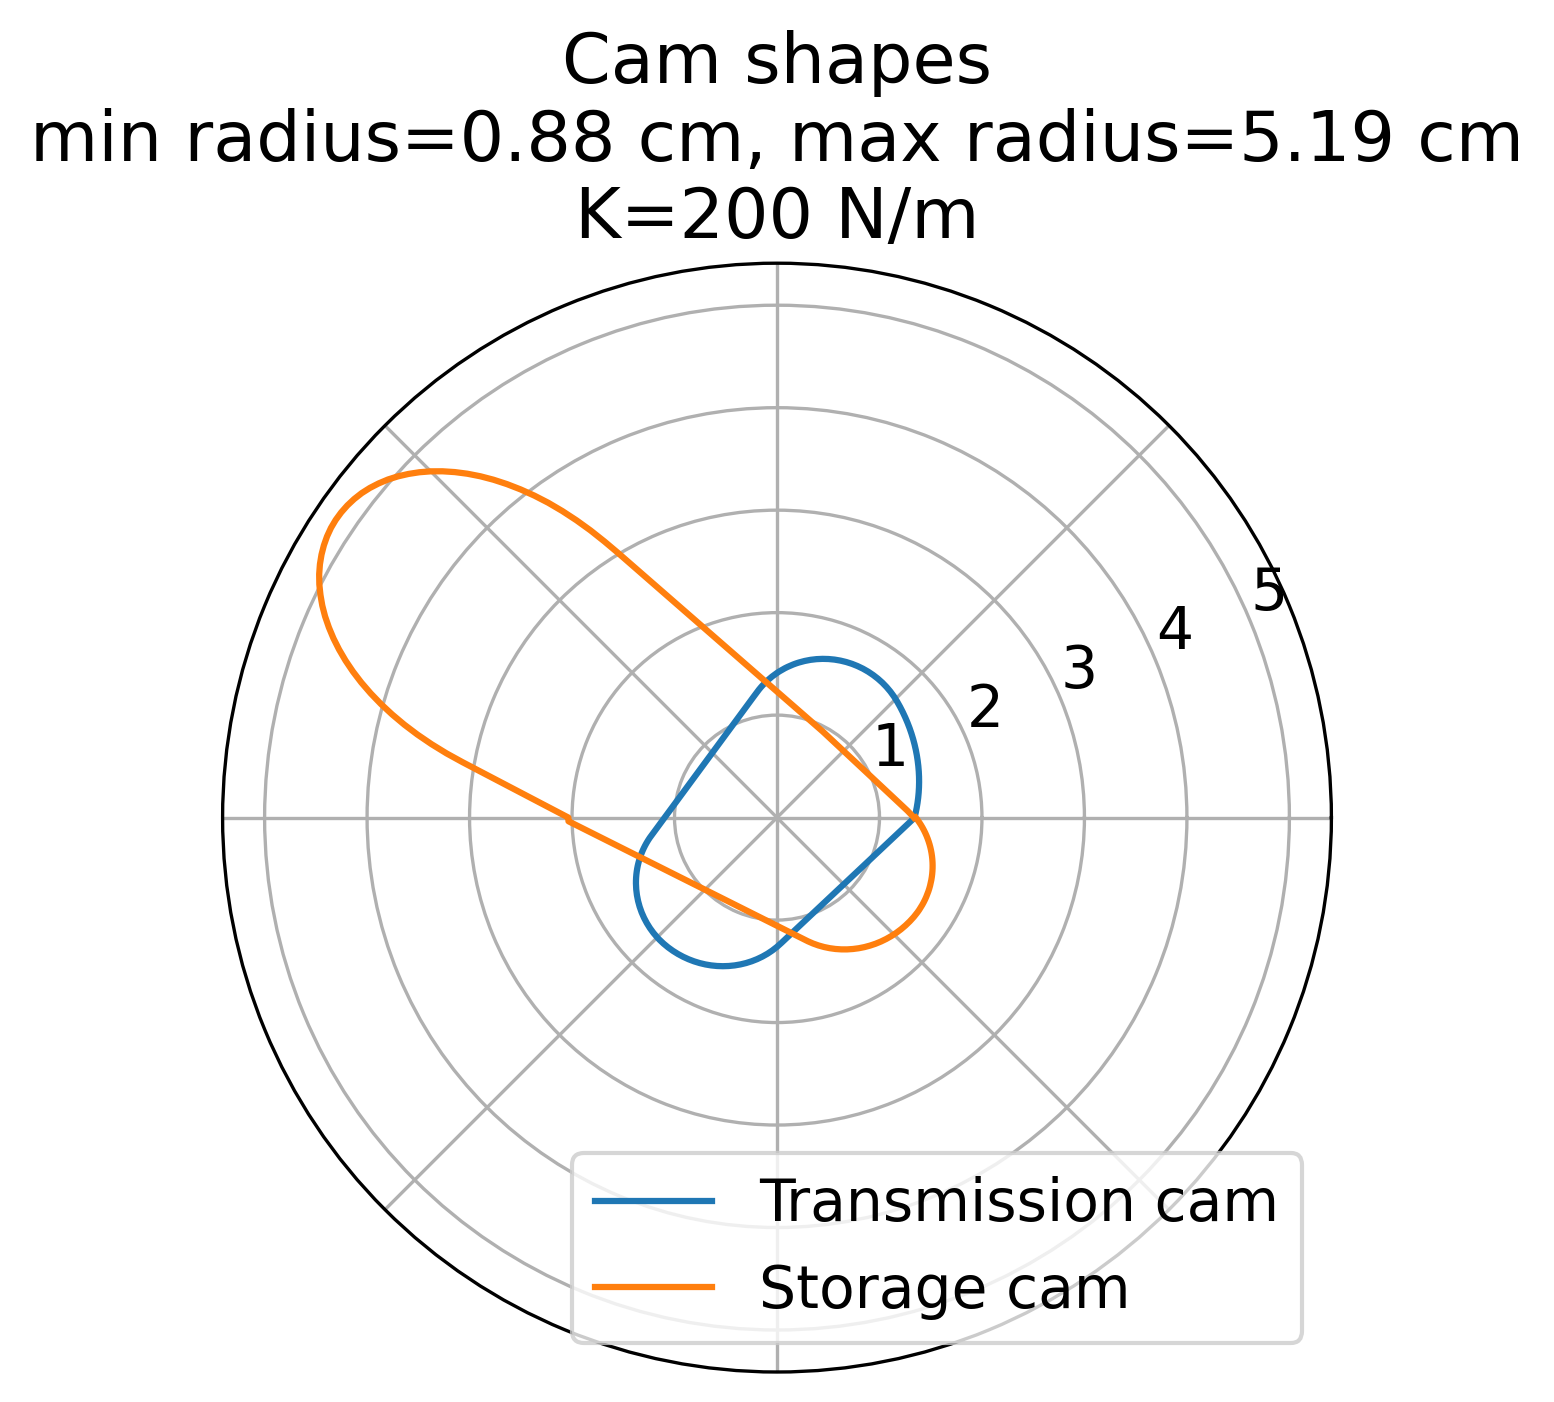 Cam shapes
min radius=0.88 cm, max radius=5.19 cm
K=200 N/m
5
4
3
2
1
Transmission cam
Storage cam